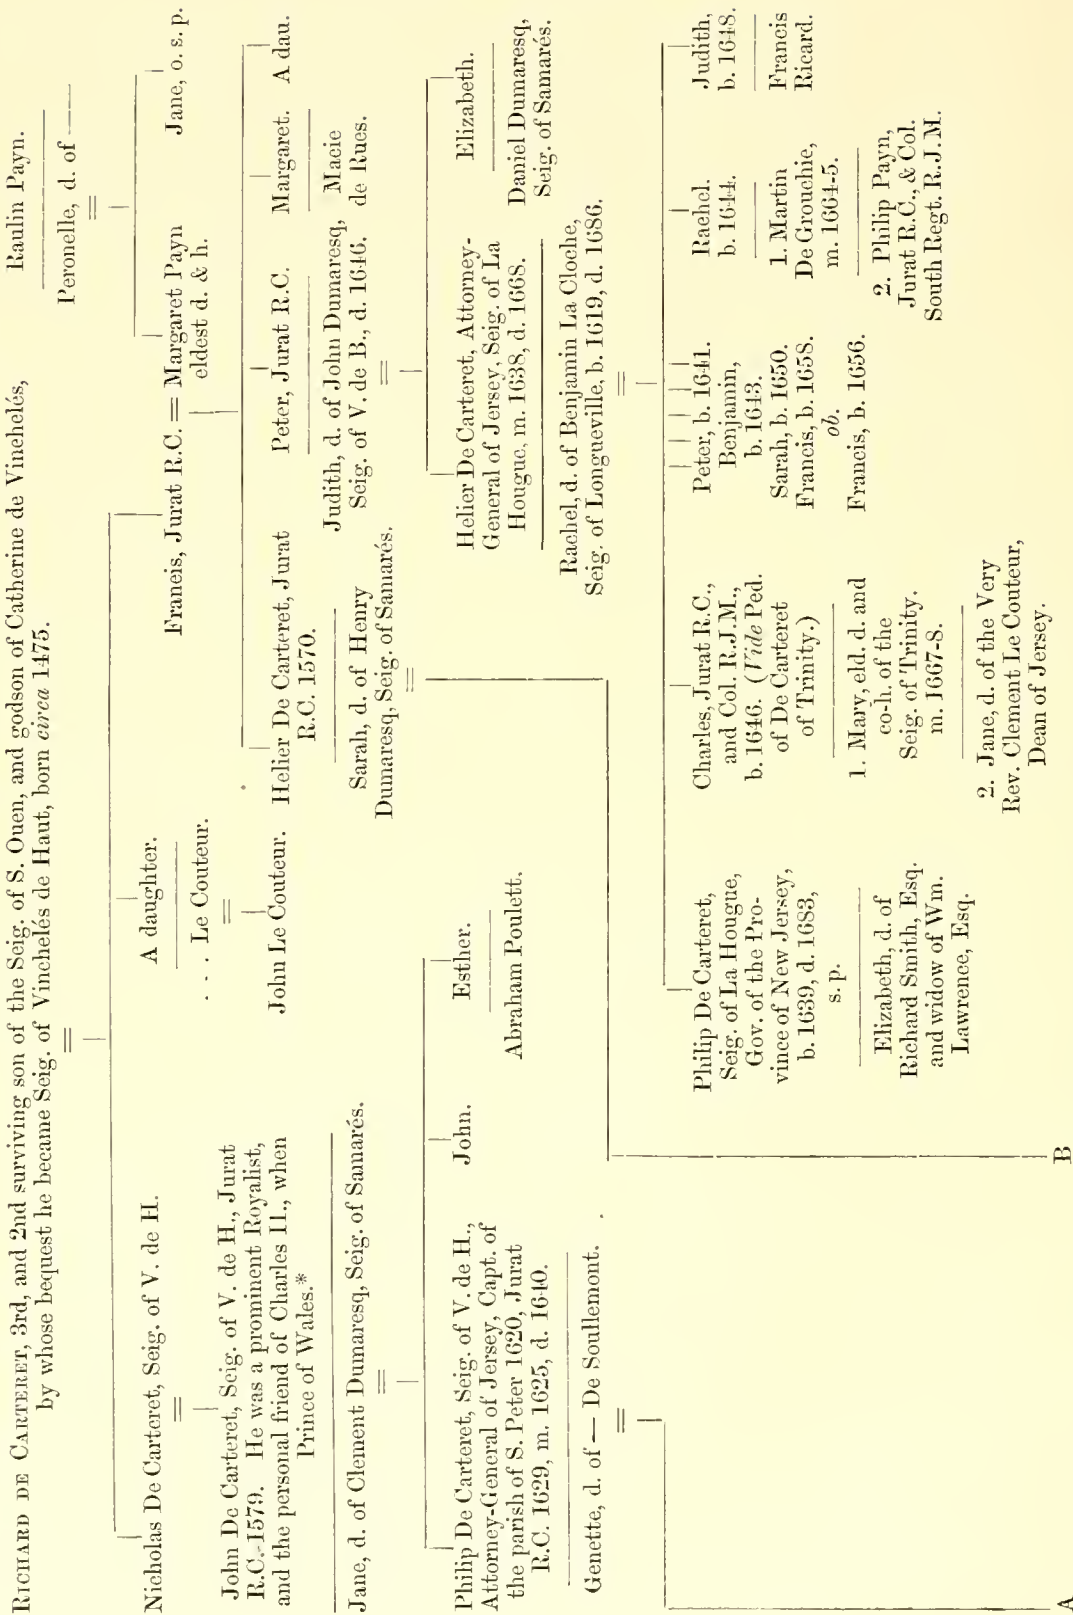 RICHARD DE CARTERET, 3rd, and 2nd surviving son of the Seig. of S. Ouen, and godson of Catherine de Vinchelés,
by whose bequest he became Seig. of Vinchelés de Haut, born circa 1475.
Raulin Payn.
Peronelle, d. of ——
=
=
Nicholas De Carteret, Seig. of V. de H.
A daughter.
. . . Le Couteur.
Francis, Jurat R.C. = Margaret Payn
eldest d. & h.
Jane, o. s. p.
=
=
John De Carteret, Seig. of V. de H., Jurat
R.C. 1579. He was a prominent Royalist,
and the personal friend of Charles II., when
Prince of Wales.*
Jane, d. of Clement Dumaresq, Seig. of Samarés.
John Le Couteur.
Helier De Carteret, Jurat
R.C. 1570.
Sarah, d. of Henry
Dumaresq, Seig. of Samarés.
Peter, Jurat R.C.
Judith, d. of John Dumaresq,
Seig. of V. de B., d. 1646.
Margaret.
Macie
de Rues.
A dau.
=
=
=
Philip De Carteret, Seig. of V. de H.,
Attorney-General of Jersey, Capt. of
the parish of S. Peter 1620, Jurat
R.C. 1629, m. 1625, d. 1640.
Genette, d. of — De Soullemont.
John.
Esther.
Abraham Poulett.
Helier De Carteret, Attorney-
General of Jersey, Seig. of La
Hougue, m. 1638, d. 1668.
Rachel, d. of Benjamin La Cloche,
Seig. of Longueville, b. 1619, d. 1686.
Elizabeth.
Daniel Dumaresq,
Seig. of Samarés.
=
=
Philip De Carteret,
Seig. of La Hougue,
Gov. of the Pro-
vince of New Jersey,
b. 1639, d. 1683,
s. p.
Elizabeth, d. of
Richard Smith, Esq.
and widow of Wm.
Lawrence, Esq.
Charles, Jurat R.C.,
and Col. R.J.M.,
b. 1646. (Vide Ped.
of De Carteret
of Trinity.)
1. Mary, eld. d. and
co-h. of the
Seig. of Trinity.
m. 1667-8.
2. Jane, d. of the Very
Rev. Clement Le Couteur,
Dean of Jersey.
Peter, b. 1641.
Benjamin,
b. 1643.
Sarah, b. 1650.
Francis, b. 1658.
ob.
Francis, b. 1656.
Rachel.
b. 1644.
1. Martin
De Grouchie,
m. 1664-5.
2. Philip Payn,
Jurat R.C., & Col.
South Regt. R.J.M.
Judith,
b. 1648.
Francis
Ricard.
A
B